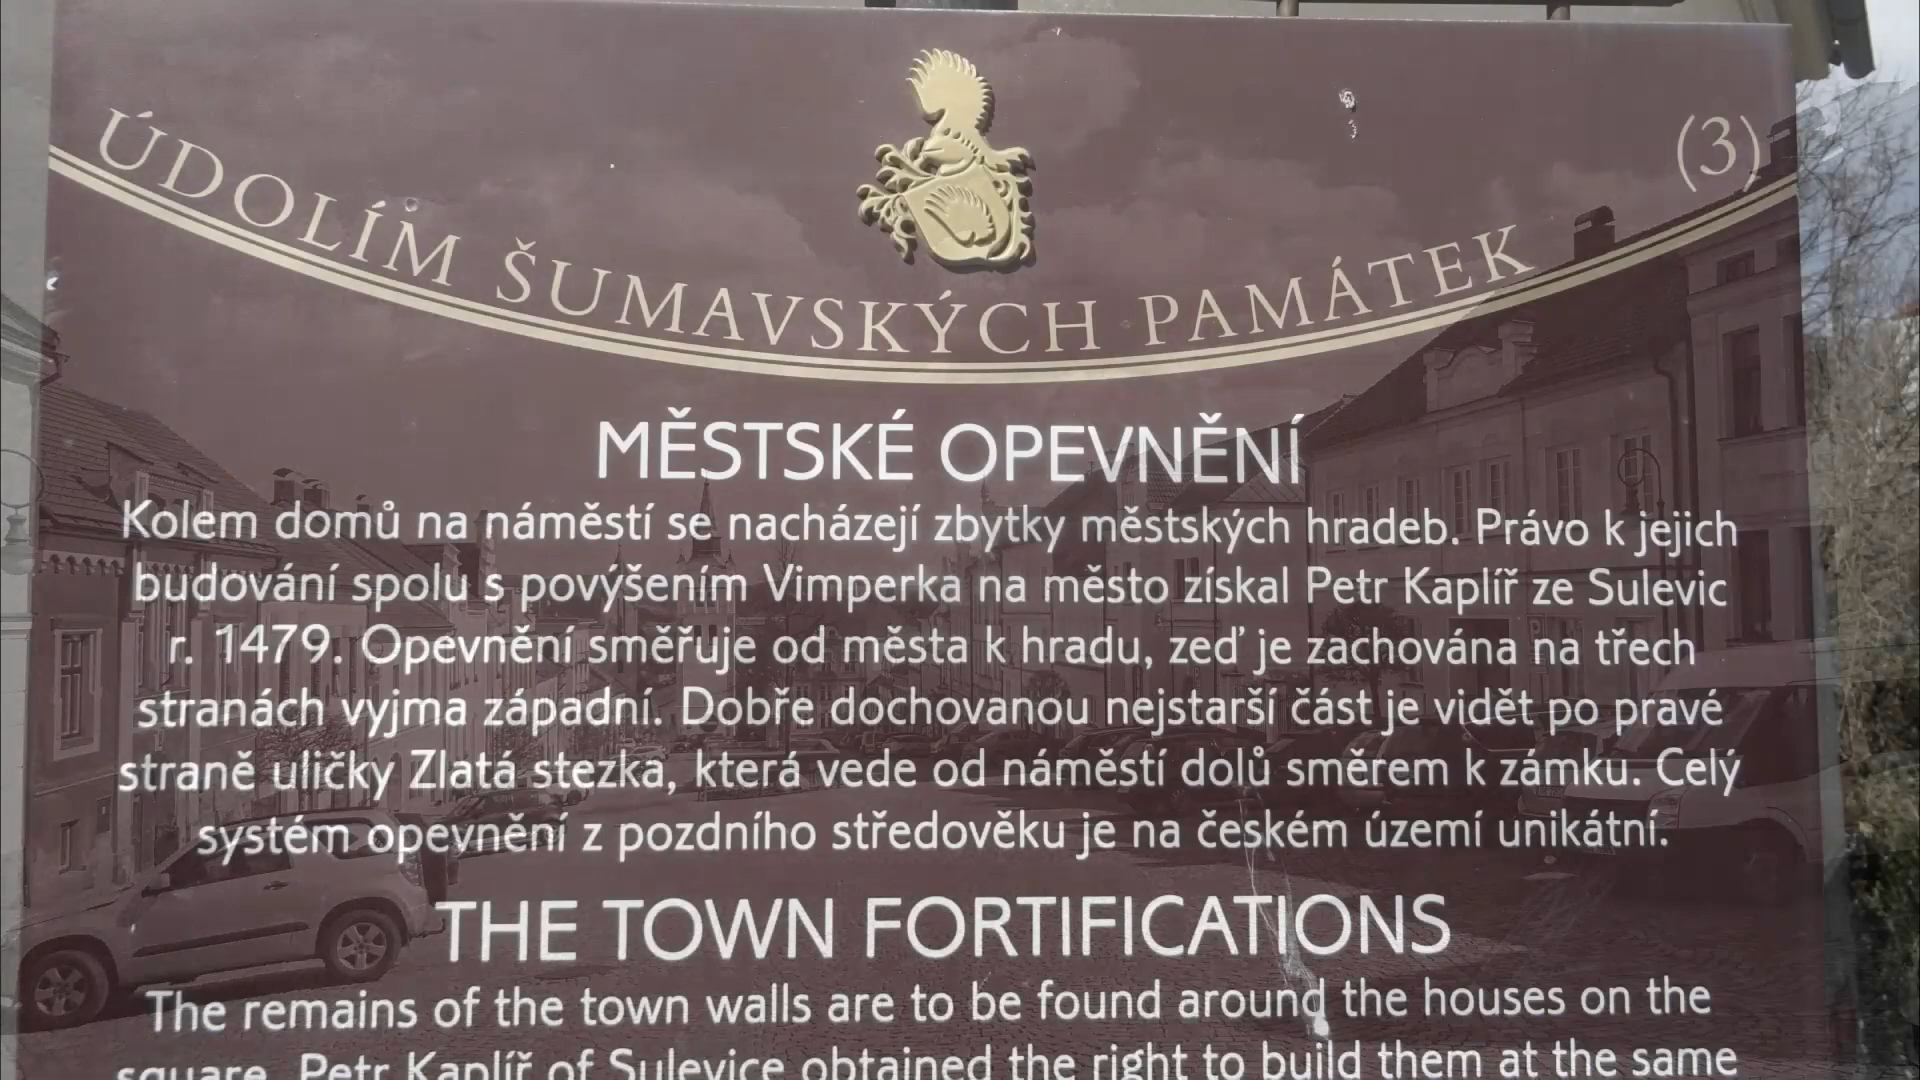 ÚDOLÍM ŠUMAVSKÝCH PAMÁTEK
(3)
MĚSTSKÉ OPEVNĚNÍ
Kolem domů na náměstí se nacházejí zbytky městských hradeb. Právo k jejich
budování spolu s povýšením Vimperka na město získal Petr Kaplíř ze Sulevic
r. 1479. Opevnění směřuje od města k hradu, zeď je zachována na třech
stranách vyjma západní. Dobře dochovanou nejstarší část je vidět po pravé
straně uličky Zlatá stezka, která vede od náměstí dolů směrem k zámku. Celý
systém opevnění z pozdního středověku je na českém území unikátní.
THE TOWN FORTIFICATIONS
The remains of the town walls are to be found around the houses on the
square. Petr Kaplíř of Sulevice obtained the right to build them at the same